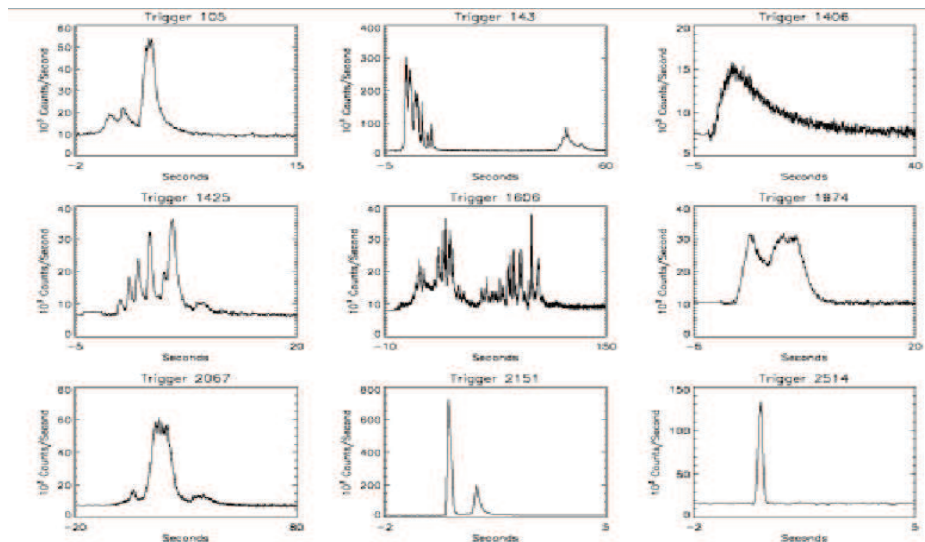 Trigger 105
10³ Counts/Second
60
50
40
30
20
10
0
-2
15
Seconds
Trigger 143
10³ Counts/Second
400
300
200
100
0
-5
60
Seconds
Trigger 1406
10³ Counts/Second
20
15
10
5
-5
40
Seconds
Trigger 1425
10³ Counts/Second
40
30
20
10
0
-5
20
Seconds
Trigger 1606
10³ Counts/Second
40
30
20
10
0
-10
150
Seconds
Trigger 1974
10³ Counts/Second
40
30
20
10
0
-5
20
Seconds
Trigger 2067
10³ Counts/Second
80
60
40
20
0
-20
80
Seconds
Trigger 2151
10³ Counts/Second
800
600
400
200
0
-2
5
Seconds
Trigger 2514
10³ Counts/Second
150
100
50
0
-2
5
Seconds